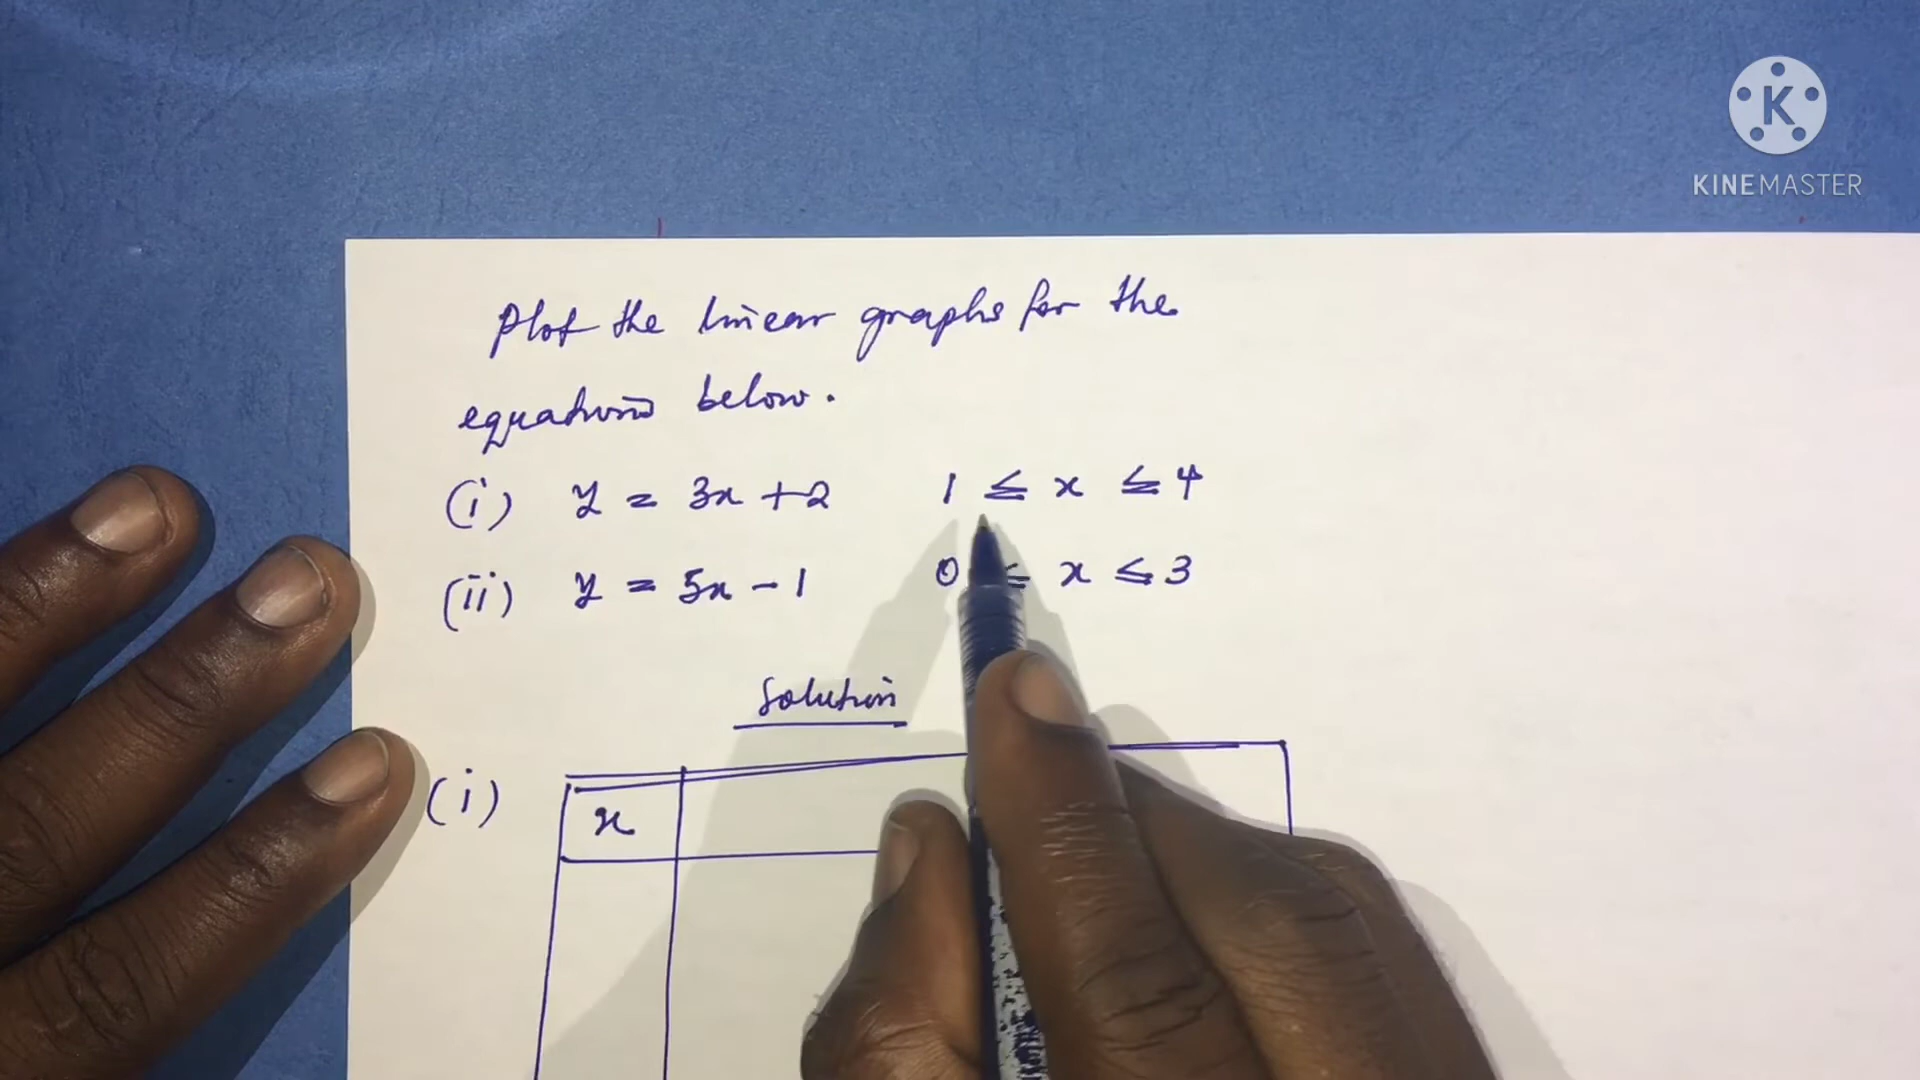 K
KINEMASTER
Plot the linear graphs for the
equations below.
(i) y = 3x + 2 1 ≤ x ≤ 4
(ii) y = 5x - 1 0 ≤ x ≤ 3
Solution
(i) x